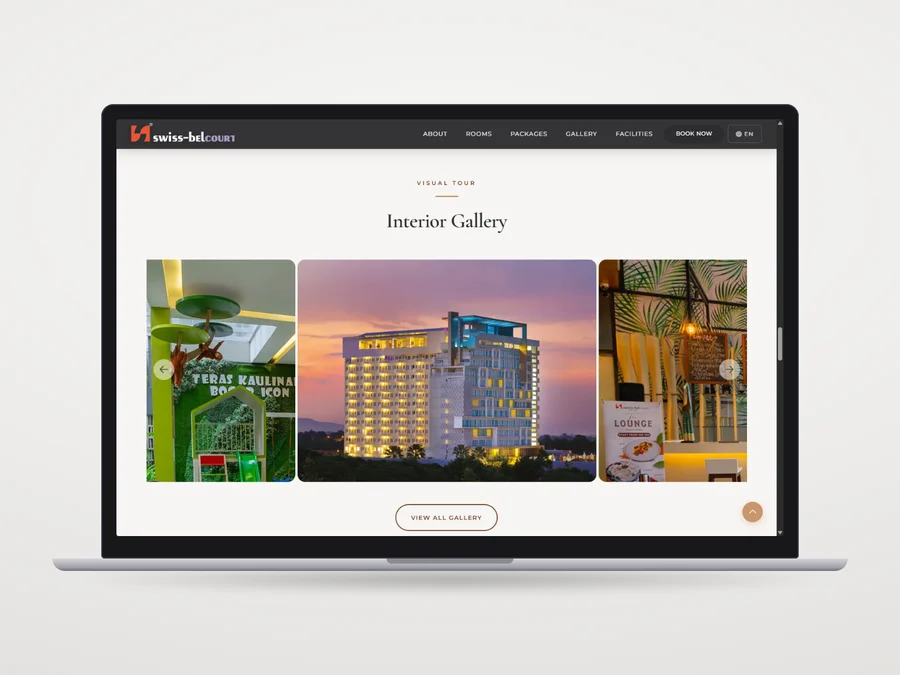 swiss-belcourt
ABOUT
ROOMS
PACKAGES
GALLERY
FACILITIES
BOOK NOW
EN
VISUAL TOUR
Interior Gallery
TERAS KAULINA
BOGOR ICON
LOUNGE
VIEW ALL GALLERY